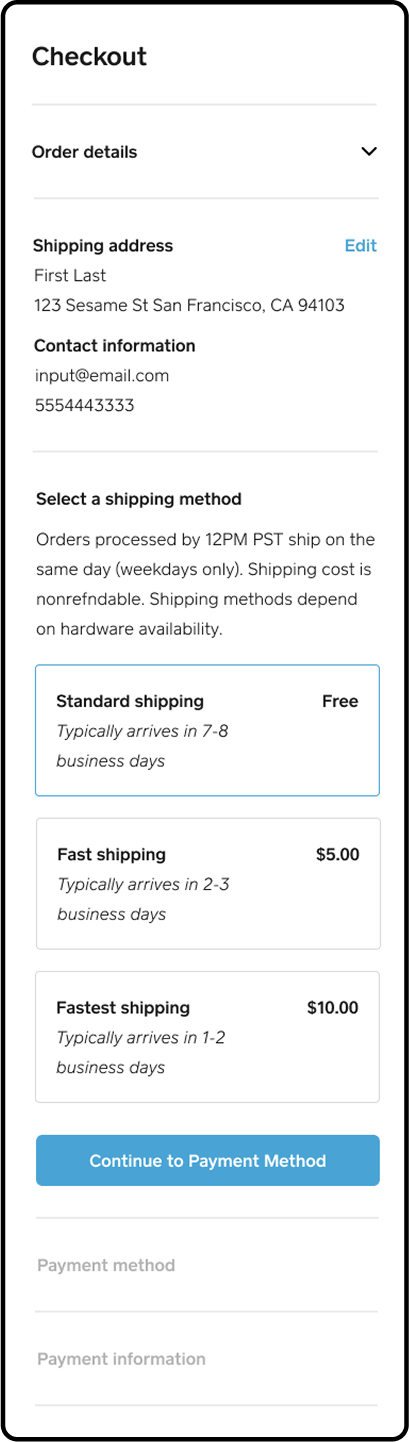 Checkout
Order details
Shipping address Edit
First Last
123 Sesame St San Francisco, CA 94103
Contact information
input@email.com
5554443333
Select a shipping method
Orders processed by 12PM PST ship on the
same day (weekdays only). Shipping cost is
nonrefndable. Shipping methods depend
on hardware availability.
Standard shipping Free
Typically arrives in 7-8
business days
Fast shipping $5.00
Typically arrives in 2-3
business days
Fastest shipping $10.00
Typically arrives in 1-2
business days
Continue to Payment Method
Payment method
Payment information